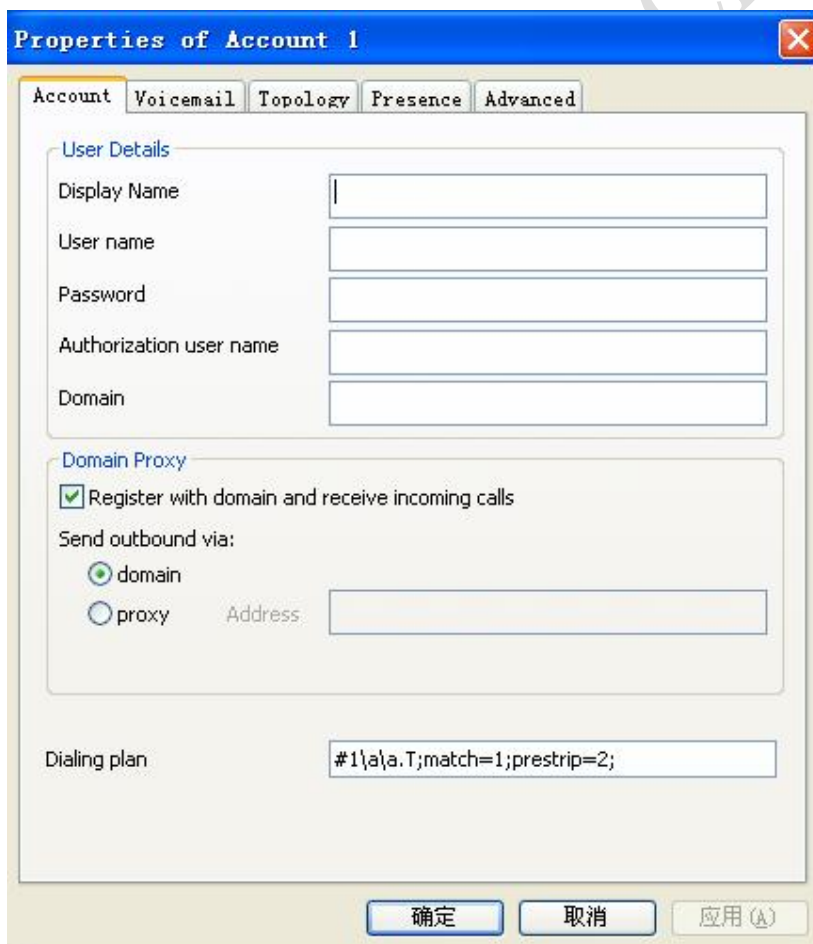 Properties of Account 1
Account Voicemail Topology Presence Advanced
User Details
Display Name
User name
Password
Authorization user name
Domain
Domain Proxy
Register with domain and receive incoming calls
Send outbound via:
domain
proxy Address
Dialing plan #1\a\a.T;match=1;prestrip=2;
确定 取消 应用(A)